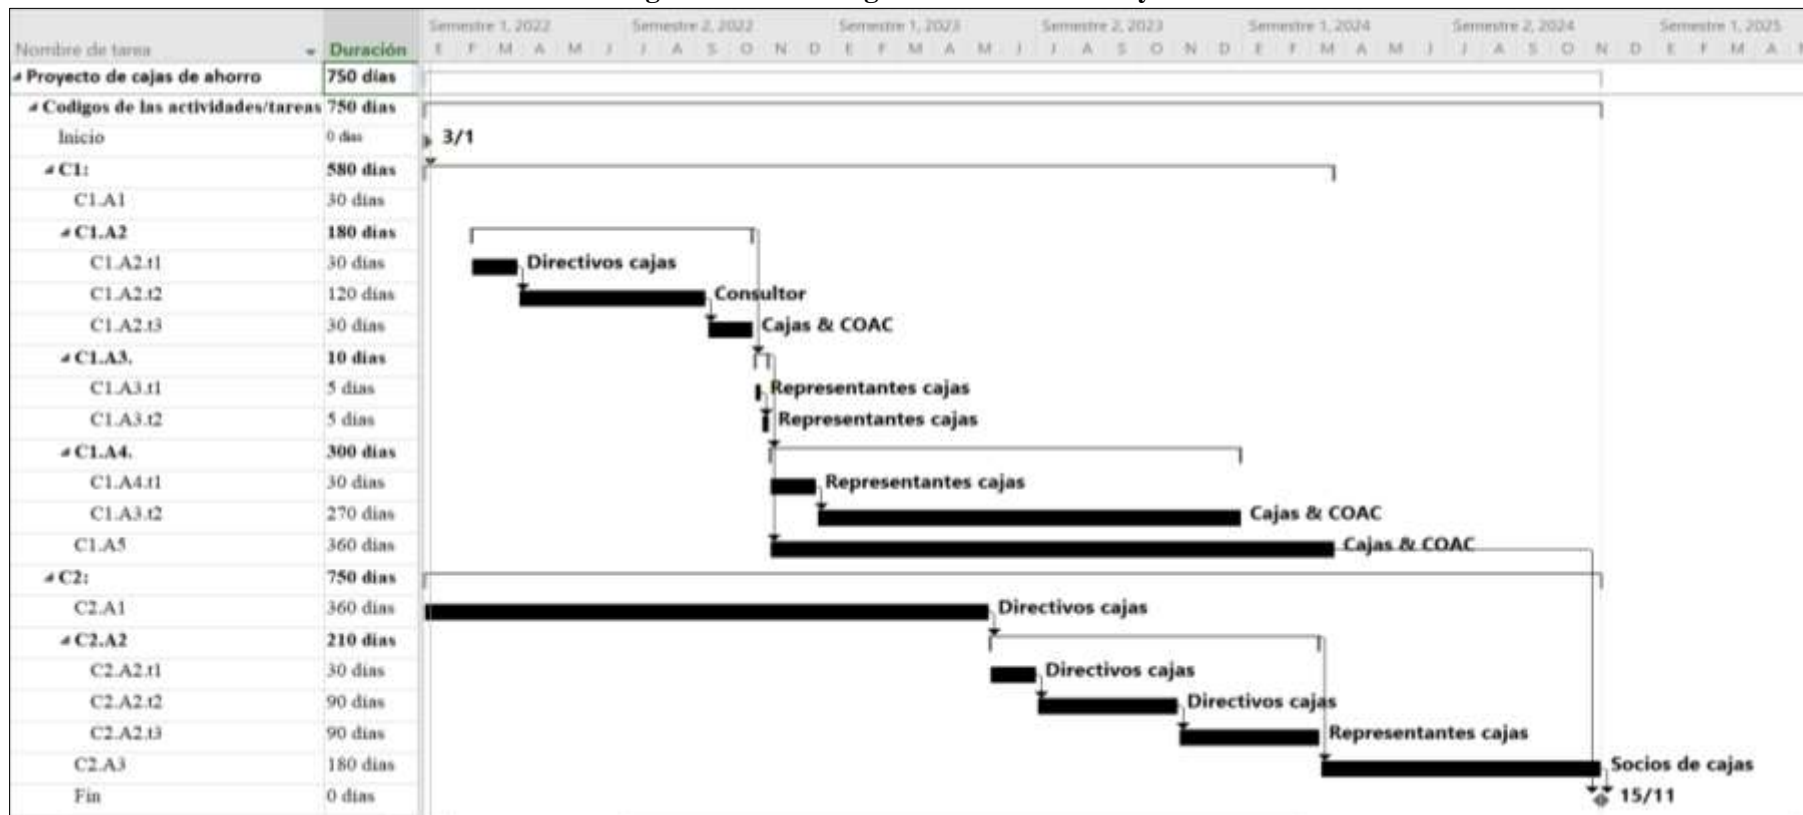 Semestre 1, 2022 Semestre 2, 2022 Semestre 1, 2023 Semestre 2, 2023 Semestre 1, 2024 Semestre 2, 2024 Semestre 1, 2025
Nombre de tarea Duración E F M A M J J A S O N D E F M A M J J A S O N D E F M A M J J A S O N D E F M A
Proyecto de cajas de ahorro 750 días
Codigos de las actividades/tareas 750 días
Inicio 0 días 3/1
C1: 580 días
C1.A1 30 días
C1.A2 180 días
C1.A2.t1 30 días Directivos cajas
C1.A2.t2 120 días Consultor
C1.A2.t3 30 días Cajas & COAC
C1.A3. 10 días
C1.A3.t1 5 días Representantes cajas
C1.A3.t2 5 días Representantes cajas
C1.A4. 300 días
C1.A4.t1 30 días Representantes cajas
C1.A3.t2 270 días Cajas & COAC
C1.A5 360 días Cajas & COAC
C2: 750 días
C2.A1 360 días Directivos cajas
C2.A2 210 días
C2.A2.t1 30 días Directivos cajas
C2.A2.t2 90 días Directivos cajas
C2.A2.t3 90 días Representantes cajas
C2.A3 180 días Socios de cajas
Fin 0 días 15/11